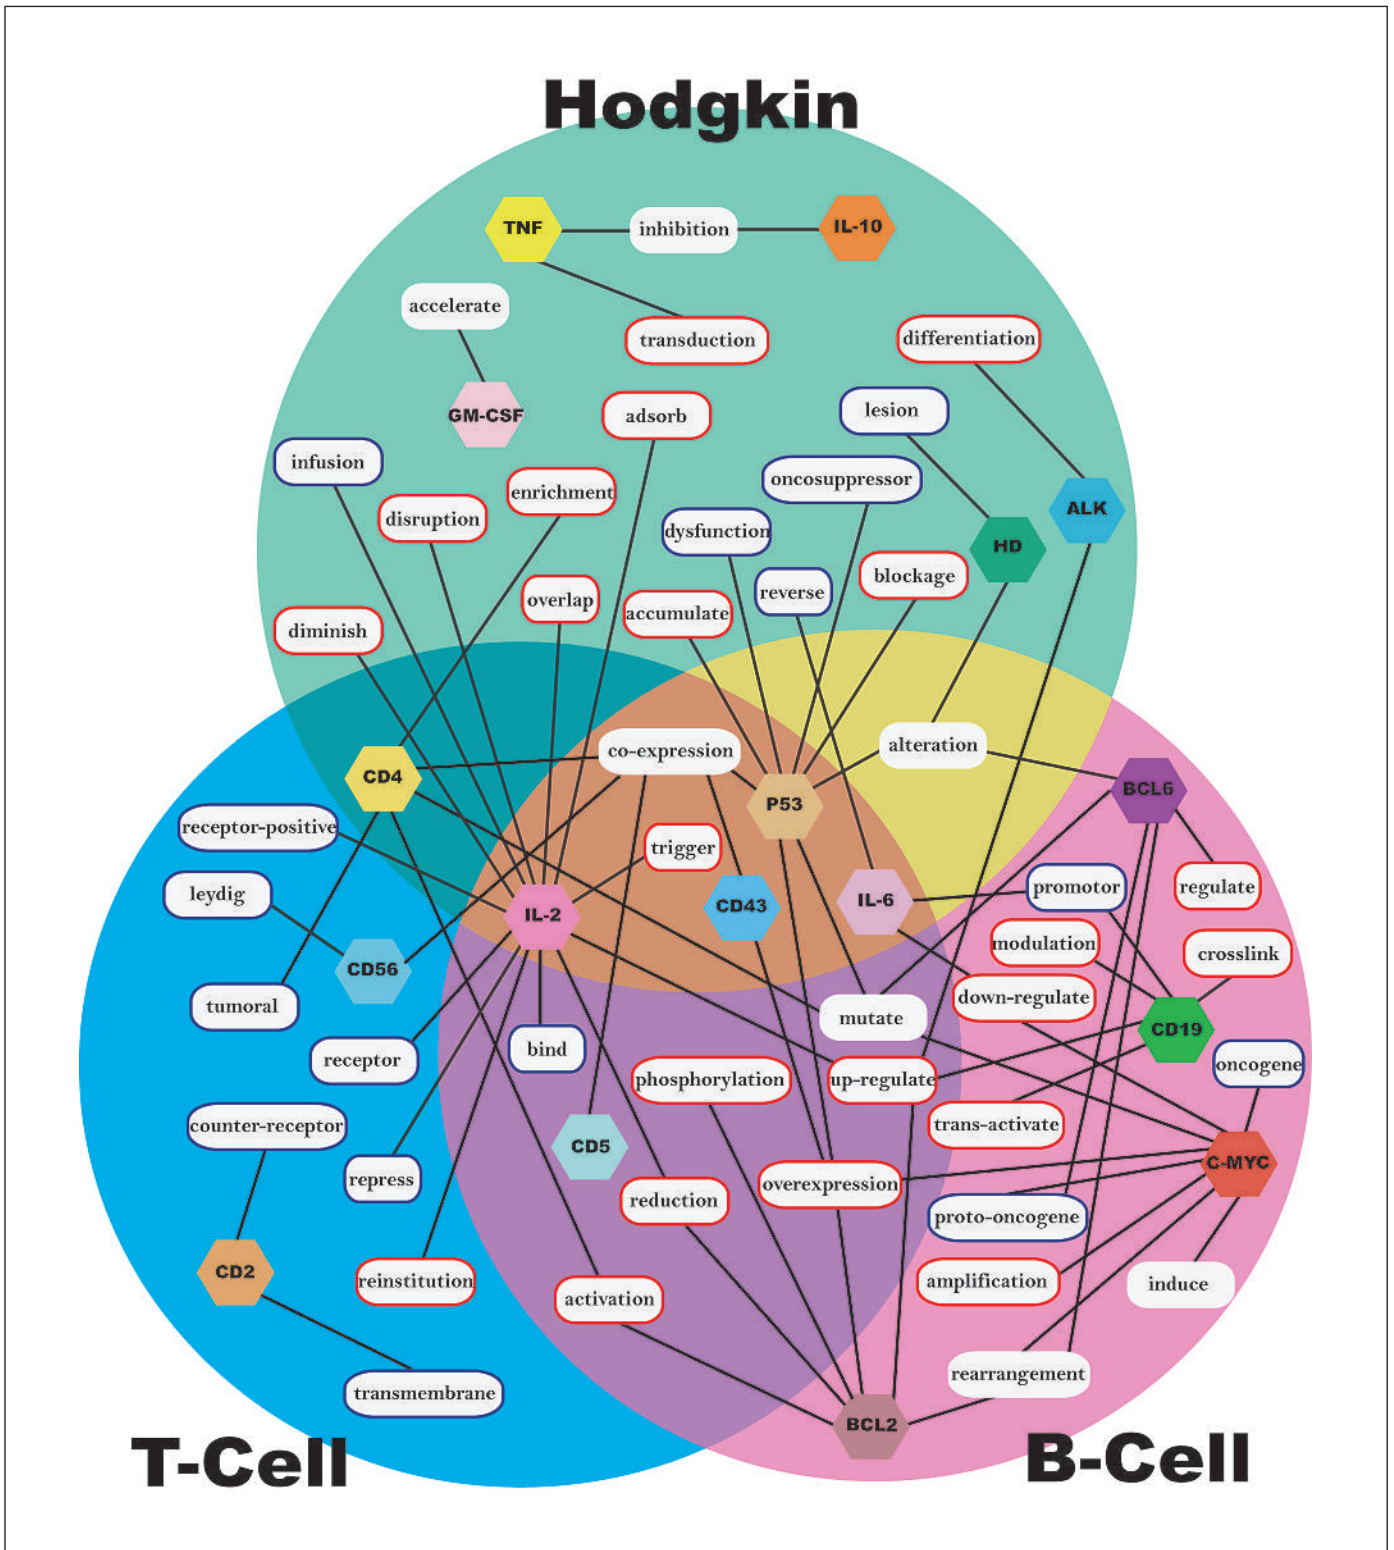 Hodgkin
TNF
inhibition
IL-10
accelerate
transduction
differentiation
GM-CSF
adsorb
lesion
infusion
enrichment
oncosuppressor
disruption
dysfunction
ALK
HD
blockage
reverse
overlap
accumulate
diminish
co-expression
alteration
CD4
P53
BCL6
receptor-positive
trigger
leydig
promotor
regulate
IL-2
CD43
IL-6
modulation
crosslink
CD56
tumoral
down-regulate
mutate
CD19
receptor
bind
oncogene
phosphorylation
up-regulate
counter-receptor
trans-activate
CD5
C-MYC
repress
overexpression
reduction
proto-oncogene
CD2
reinstitution
amplification
induce
activation
rearrangement
transmembrane
BCL2
T-Cell
B-Cell